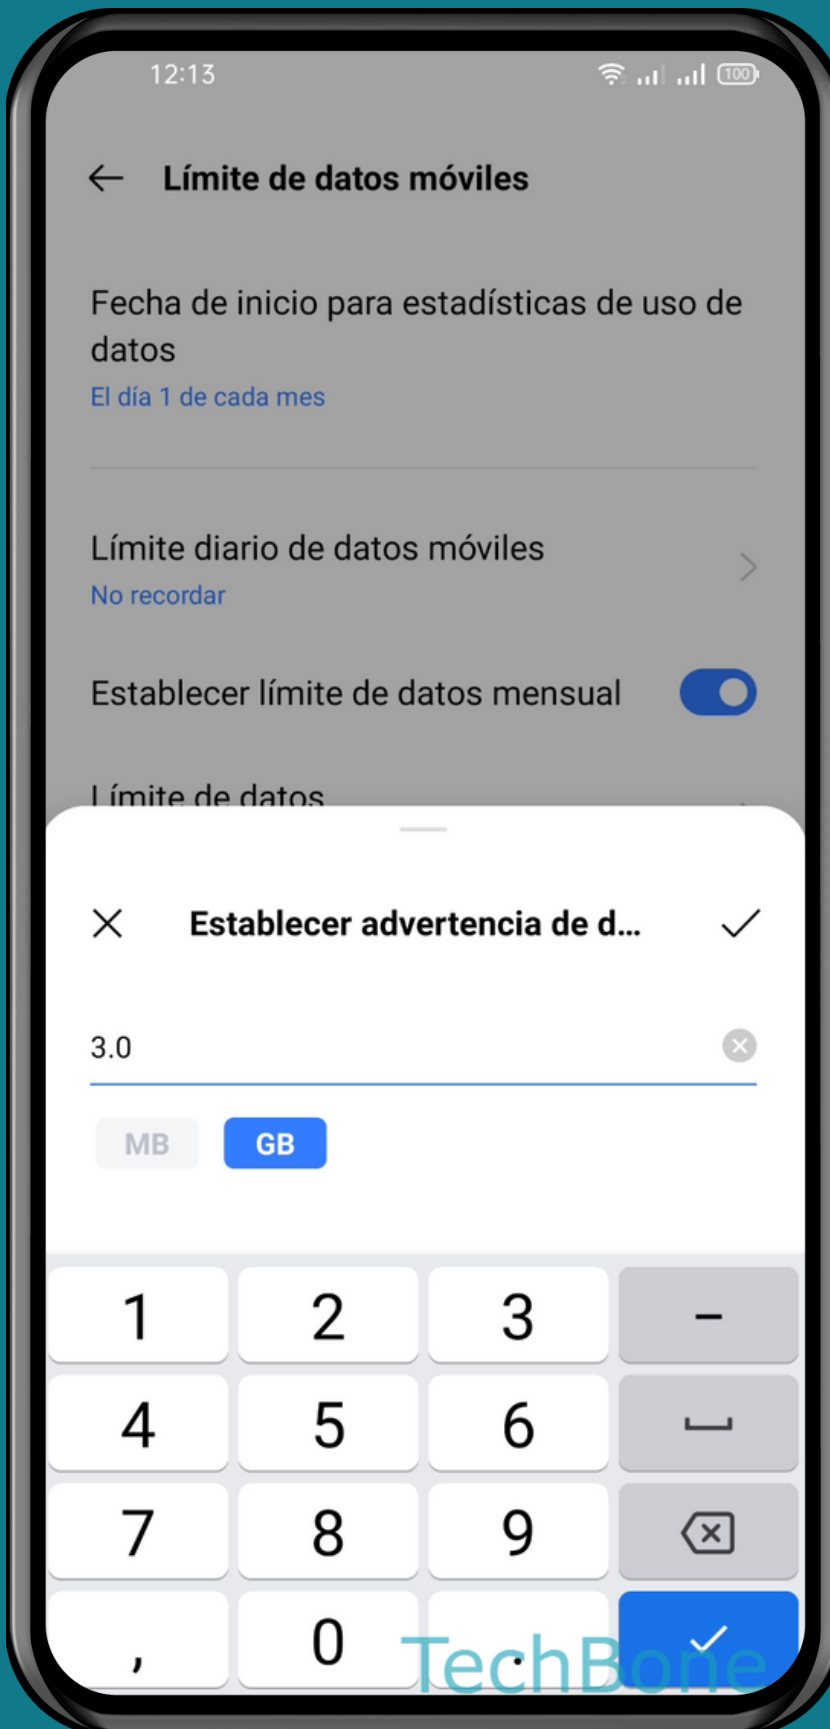 12:13
100
Límite de datos móviles
Fecha de inicio para estadísticas de uso de
datos
El día 1 de cada mes
Límite diario de datos móviles
No recordar
Establecer límite de datos mensual
Límite de datos
Establecer advertencia de d...
3.0
MB GB
1 2 3 –
4 5 6
7 8 9
, 0 .
TechBone